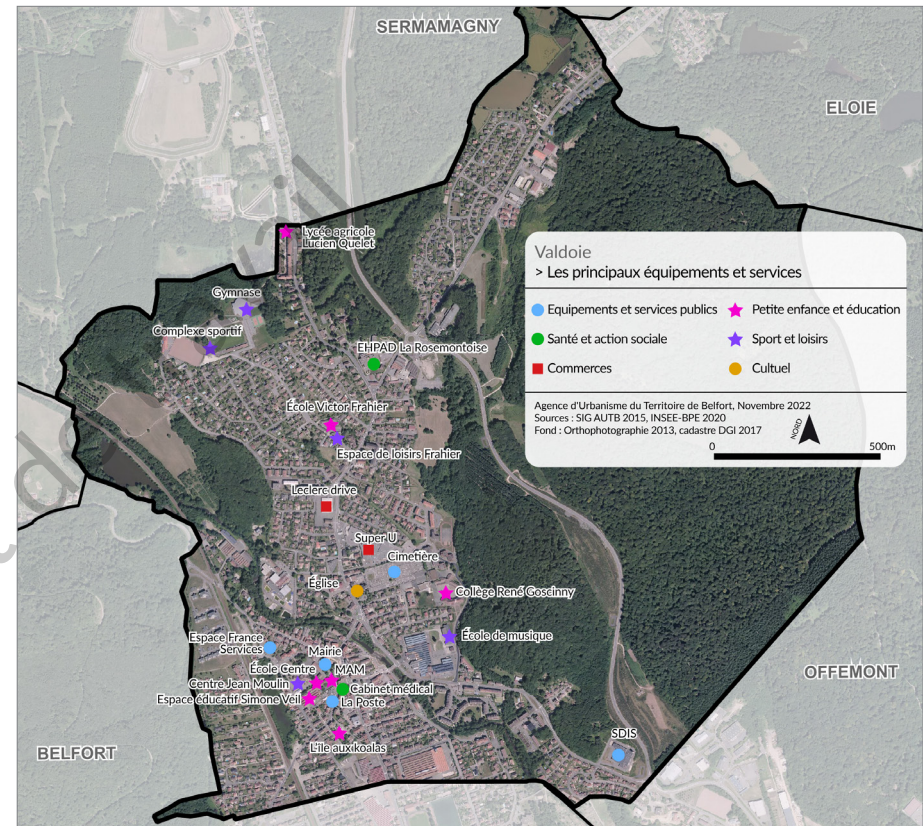 SERMAMAGNY
ELOIE
Lycée agricole
Lucien Quelet
Valdoie
> Les principaux équipements et services
Equipements et services publics
Petite enfance et éducation
Santé et action sociale
Sport et loisirs
Commerces
Cultuel
Agence d'Urbanisme du Territoire de Belfort, Novembre 2022
Sources : SIG AUTB 2015, INSEE-BPE 2020
Fond : Orthophotographie 2013, cadastre DGI 2017
NORD
0 500m
Gymnase
Complexe sportif
EHPAD La Rosemontoise
École Victor Frahier
Espace de loisirs Frahier
Leclerc drive
Super U
Cimetière
Église
Collège René Goscinny
École de musique
Espace France
Services
Mairie
École Centre
MAM
Centre Jean Moulin
Cabinet médical
Espace éducatif Simone Veil
La Poste
L'île aux koalas
SDIS
OFFEMONT
BELFORT